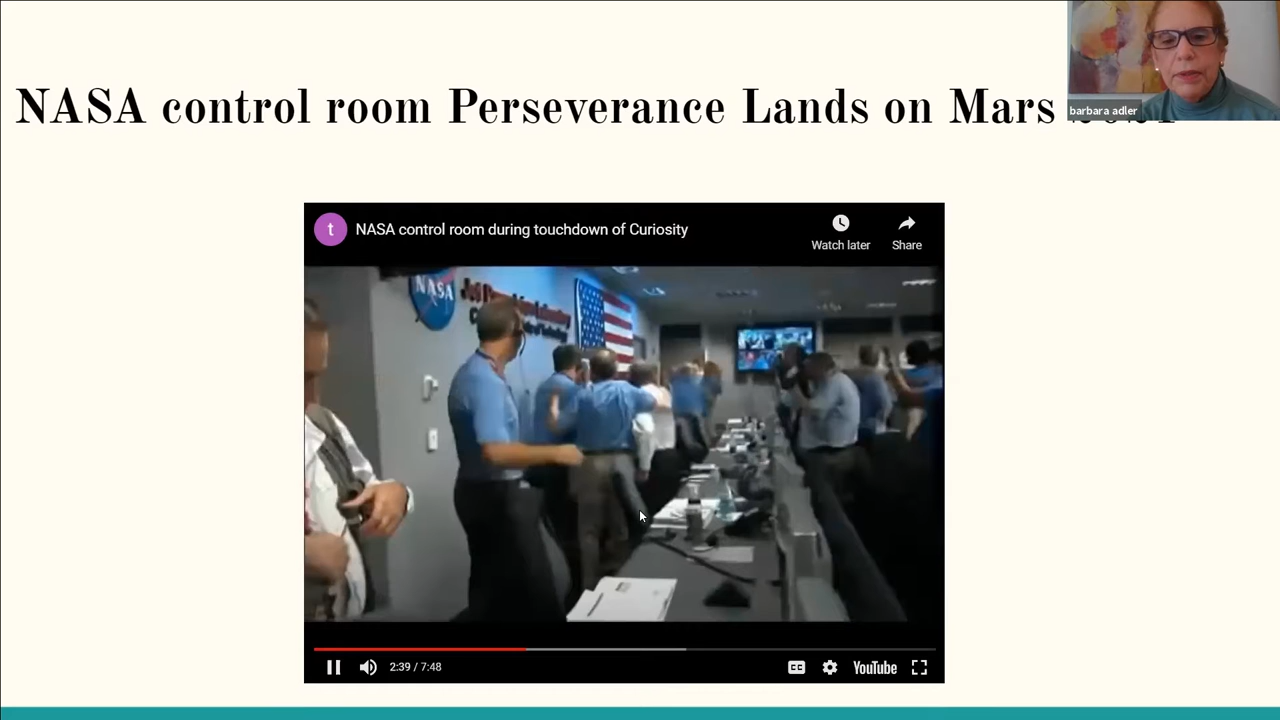 NASA control room Perseverance Lands on Mars
barbara adler
t
NASA control room during touchdown of Curiosity
Watch later
Share
NASA
2:39 / 7:48
CC
YouTube